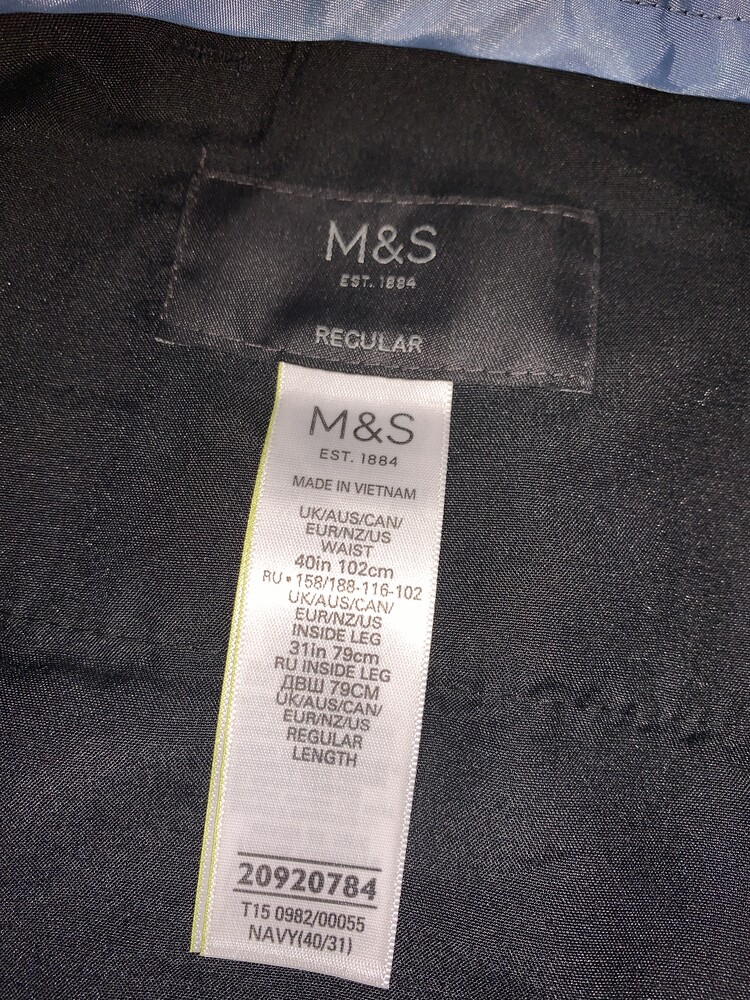 M&S
EST. 1884
REGULAR
M&S
EST. 1884
MADE IN VIETNAM
UK/AUS/CAN/
EUR/NZ/US
WAIST
40in 102cm
RU • 158/188-116-102
UK/AUS/CAN/
EUR/NZ/US
INSIDE LEG
31in 79cm
RU INSIDE LEG
ДВШ 79СМ
UK/AUS/CAN/
EUR/NZ/US
REGULAR
LENGTH
20920784
T15 0982/00055
NAVY(40/31)